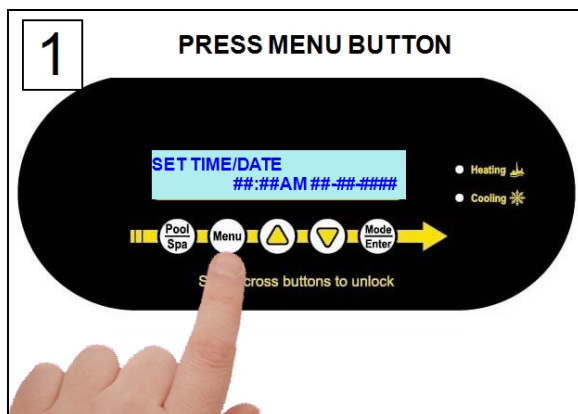 1
PRESS MENU BUTTON
SET TIME/DATE
##:##AM ##-##-####
Heating
Cooling
Pool
Spa
Menu
Mode
Enter
cross buttons to unlock